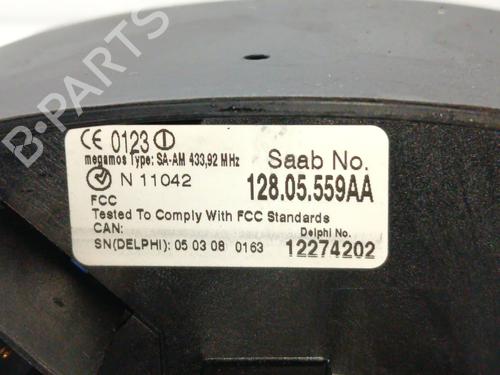 CE 0123
megamos Type: SA-AM 433,92 MHz
Saab No.
N 11042
128.05.559AA
FCC
Tested To Comply With FCC Standards
CAN:
Delphi No.
SN(DELPHI): 05 03 08 0163
12274202
B-PARTS